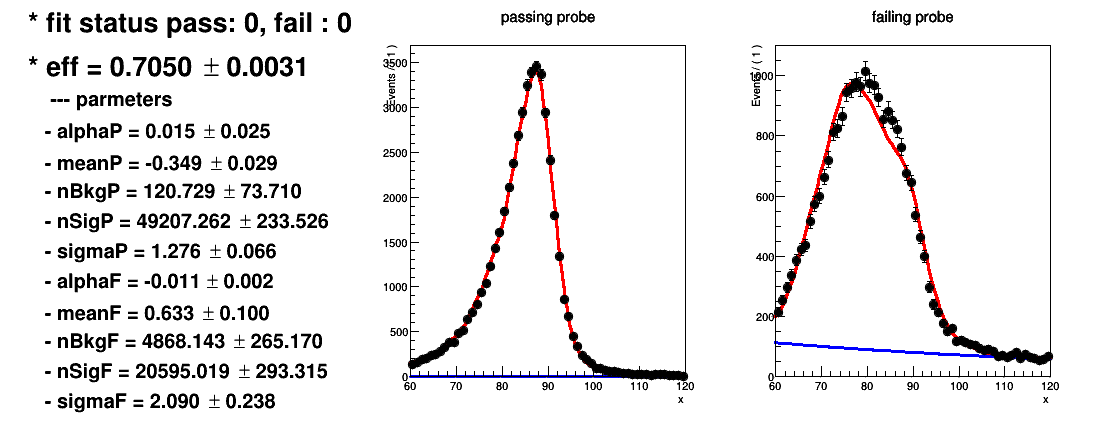 * fit status pass: 0, fail : 0
* eff = 0.7050 ± 0.0031
--- parmeters
- alphaP = 0.015 ± 0.025
- meanP = -0.349 ± 0.029
- nBkgP = 120.729 ± 73.710
- nSigP = 49207.262 ± 233.526
- sigmaP = 1.276 ± 0.066
- alphaF = -0.011 ± 0.002
- meanF = 0.633 ± 0.100
- nBkgF = 4868.143 ± 265.170
- nSigF = 20595.019 ± 293.315
- sigmaF = 2.090 ± 0.238
passing probe
Events / ( 1 )
3500
3000
2500
2000
1500
1000
500
0
60 70 80 90 100 110 120
x
failing probe
Events / ( 1 )
1000
800
600
400
200
0
60 70 80 90 100 110 120
x